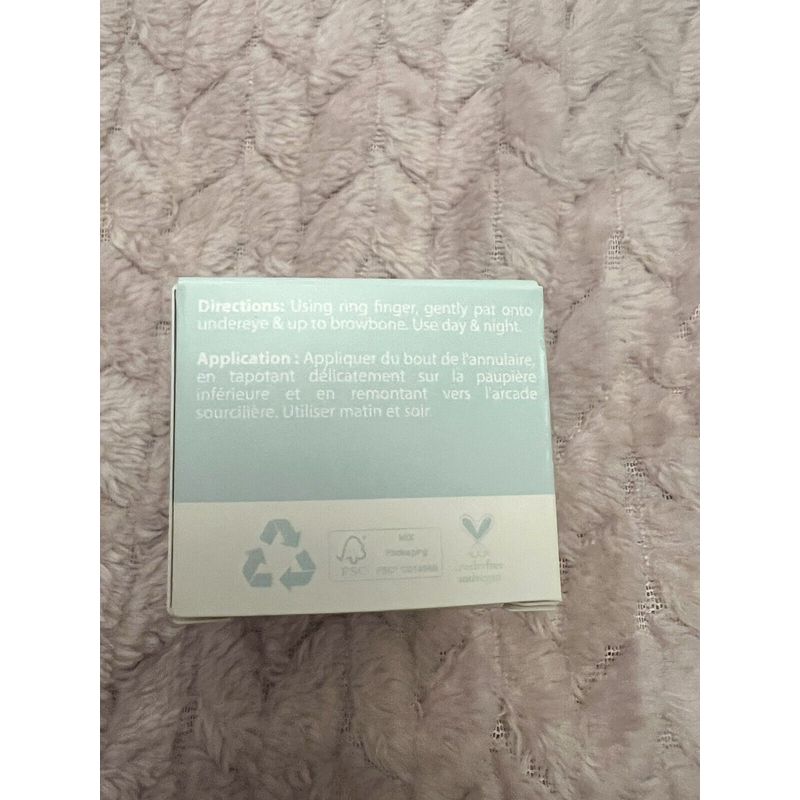 Directions: Using ring finger, gently pat onto
undereye & up to browbone. Use day & night.
Application : Appliquer du bout de l'annulaire,
en tapotant délicatement sur la paupière
inférieure et en remontant vers l'arcade
sourcilière. Utiliser matin et soir.
MIX
Packaging
FSC